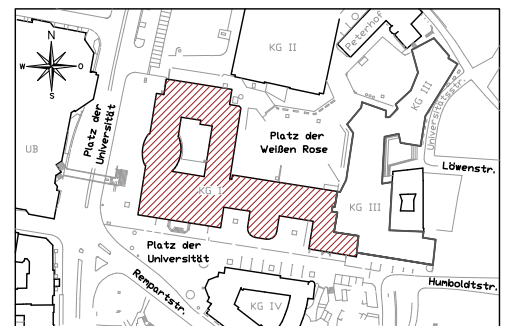 N
W
O
S
KG II
Peterhof
KG III
Universitätsstr.
Platz der
Universität
Platz der
Weißen Rose
UB
Löwenstr.
KG I
KG III
Platz der
Universität
Rempartstr.
Humboldtstr.
KG IV